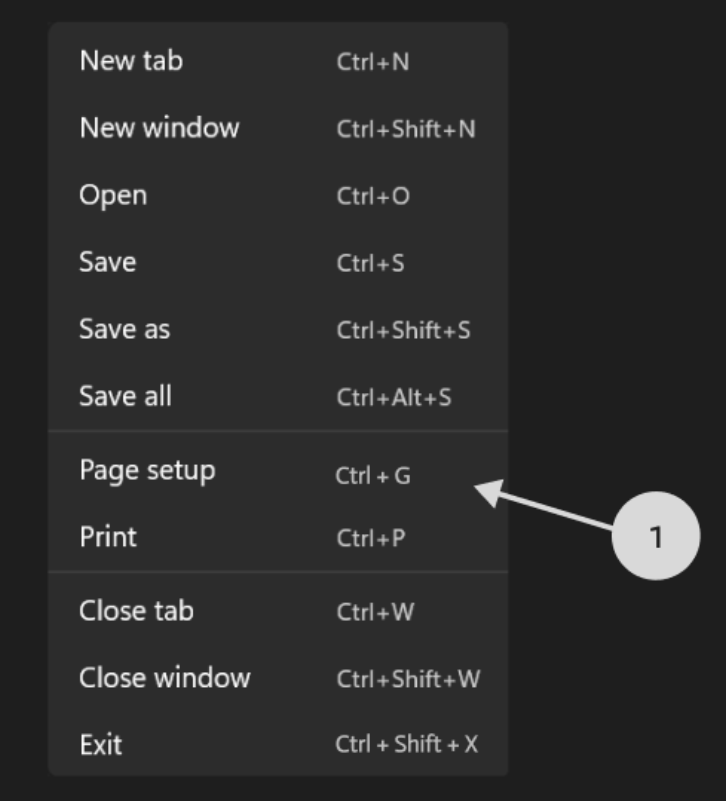 New tab Ctrl+N
New window Ctrl+Shift+N
Open Ctrl+O
Save Ctrl+S
Save as Ctrl+Shift+S
Save all Ctrl+Alt+S
Page setup Ctrl + G
1
Print Ctrl+P
Close tab Ctrl+W
Close window Ctrl+Shift+W
Exit Ctrl + Shift + X